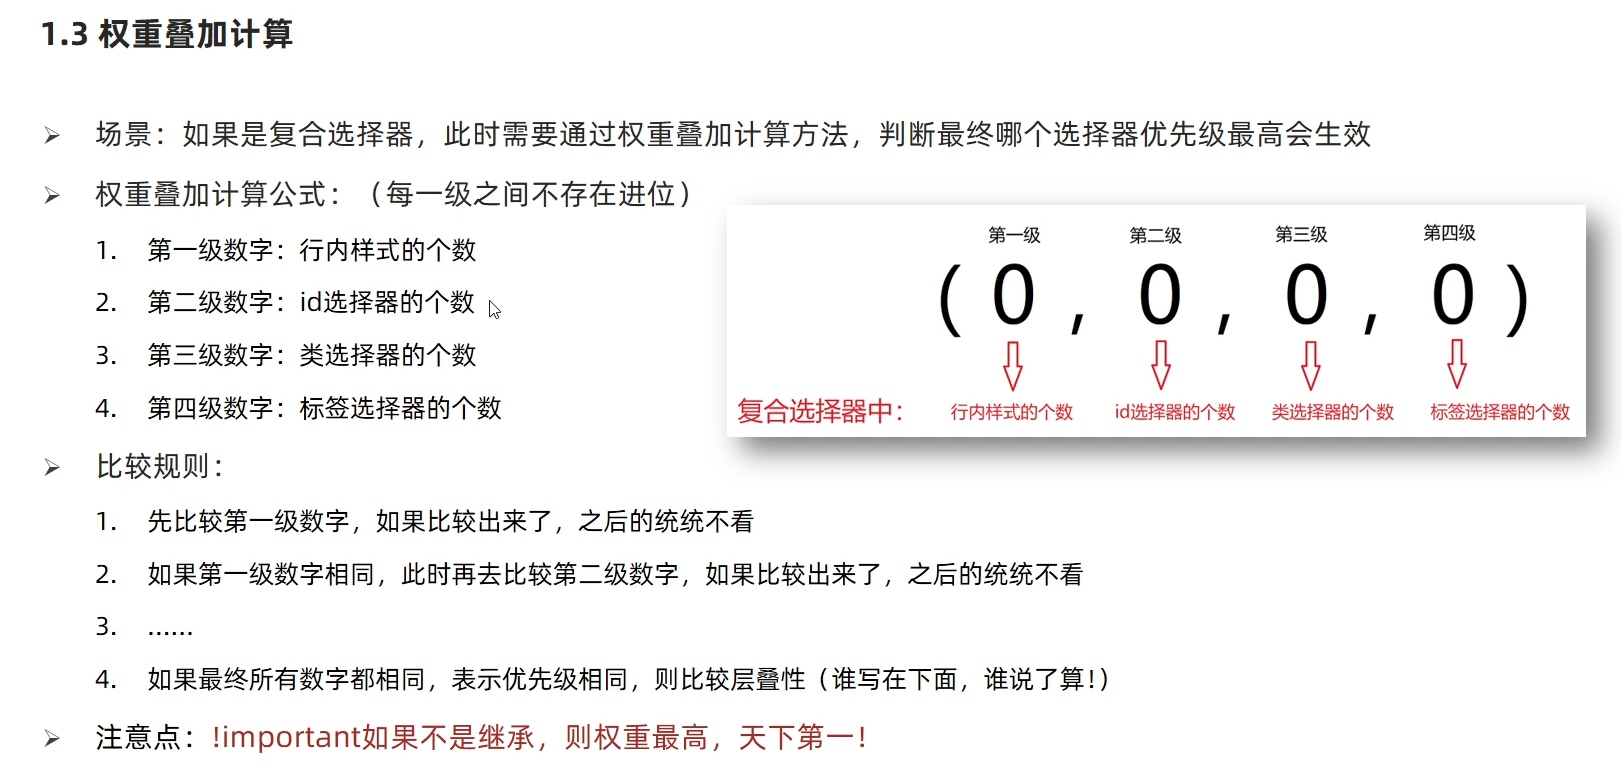 1.3 权重叠加计算
➢ 场景：如果是复合选择器，此时需要通过权重叠加计算方法，判断最终哪个选择器优先级最高会生效
➢ 权重叠加计算公式：（每一级之间不存在进位）
1. 第一级数字：行内样式的个数
2. 第二级数字：id选择器的个数
3. 第三级数字：类选择器的个数
4. 第四级数字：标签选择器的个数
第一级 第二级 第三级 第四级
( 0 , 0 , 0 , 0 )
复合选择器中： 行内样式的个数 id选择器的个数 类选择器的个数 标签选择器的个数
➢ 比较规则：
1. 先比较第一级数字，如果比较出来了，之后的统统不看
2. 如果第一级数字相同，此时再去比较第二级数字，如果比较出来了，之后的统统不看
3. ……
4. 如果最终所有数字都相同，表示优先级相同，则比较层叠性（谁写在下面，谁说了算！）
➢ 注意点：!important如果不是继承，则权重最高，天下第一！